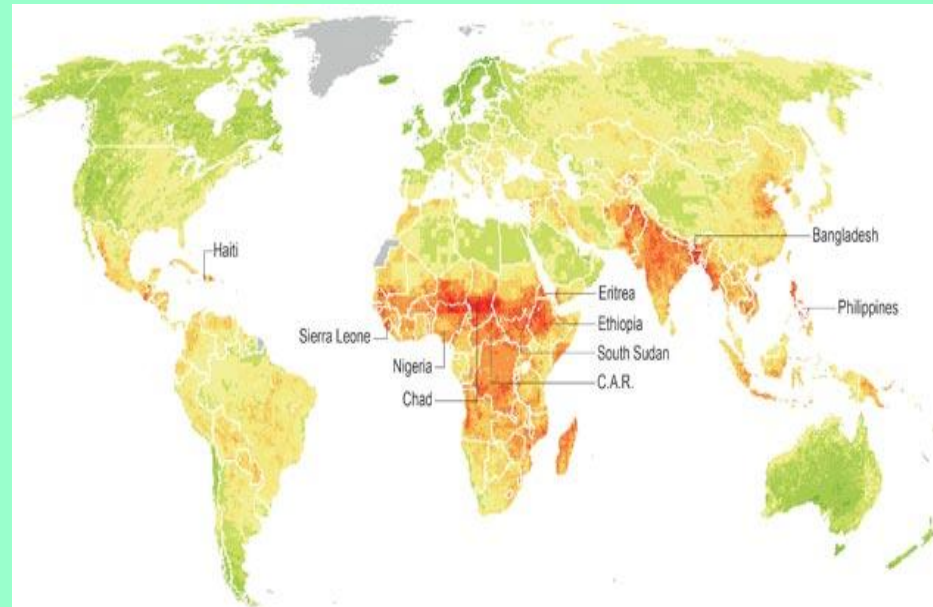 Haiti
Bangladesh
Eritrea
Philippines
Ethiopia
Sierra Leone
South Sudan
Nigeria
C.A.R.
Chad